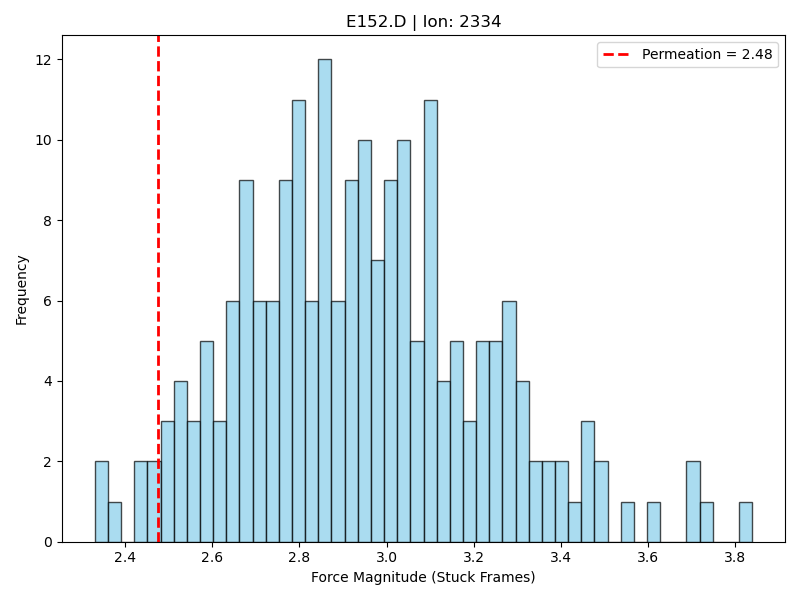 E152.D | Ion: 2334
Permeation = 2.48
Frequency
12
10
8
6
4
2
0
2.4 2.6 2.8 3.0 3.2 3.4 3.6 3.8
Force Magnitude (Stuck Frames)